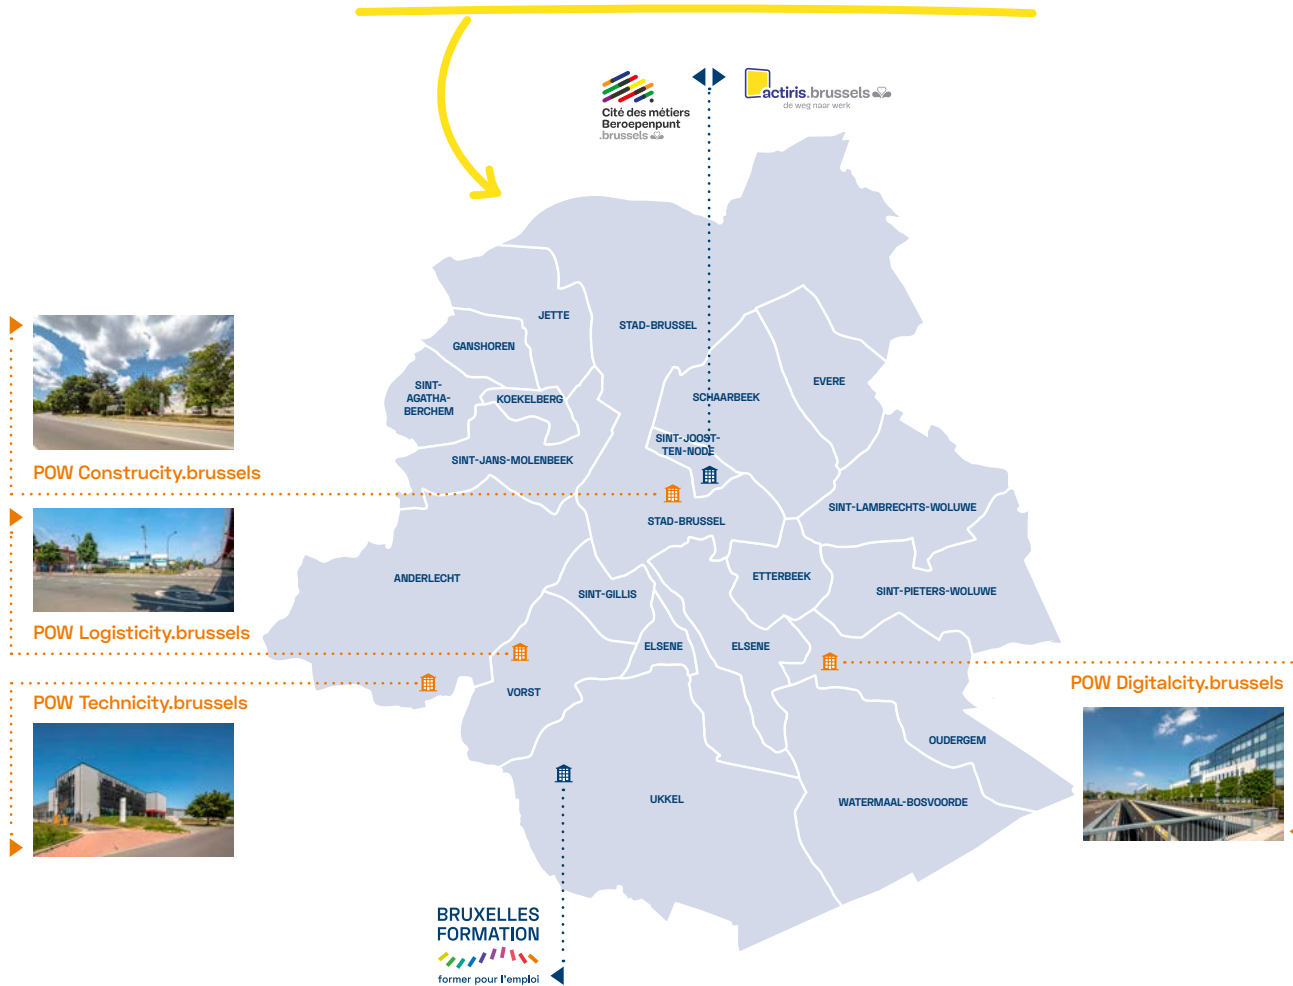 Cité des métiers
Beroepenpunt
.brussels
actiris.brussels
de weg naar werk
JETTE
STAD-BRUSSEL
GANSHOREN
EVERE
SINT-
AGATHA-
BERCHEM
KOEKELBERG
SCHAARBEEK
SINT-JOOST-
TEN-NODE
SINT-JANS-MOLENBEEK
POW Construcity.brussels
SINT-LAMBRECHTS-WOLUWE
STAD-BRUSSEL
ANDERLECHT
ETTERBEEK
SINT-GILLIS
SINT-PIETERS-WOLUWE
POW Logisticity.brussels
ELSENE
ELSENE
POW Digitalcity.brussels
VORST
POW Technicity.brussels
OUDERGEM
UKKEL
WATERMAAL-BOSVOORDE
BRUXELLES
FORMATION
former pour l'emploi